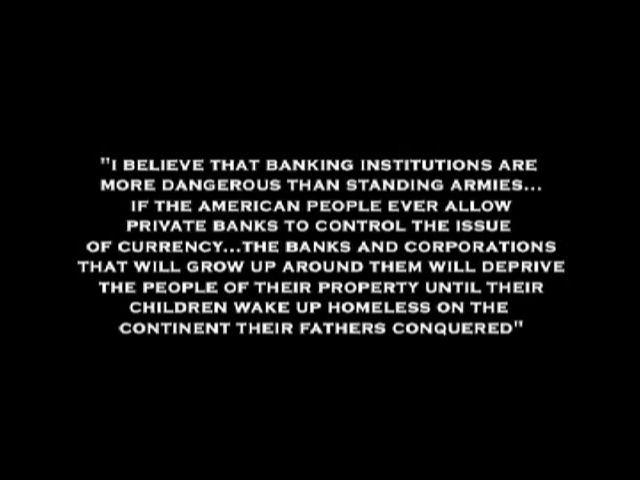 "I BELIEVE THAT BANKING INSTITUTIONS ARE
MORE DANGEROUS THAN STANDING ARMIES...
IF THE AMERICAN PEOPLE EVER ALLOW
PRIVATE BANKS TO CONTROL THE ISSUE
OF CURRENCY...THE BANKS AND CORPORATIONS
THAT WILL GROW UP AROUND THEM WILL DEPRIVE
THE PEOPLE OF THEIR PROPERTY UNTIL THEIR
CHILDREN WAKE UP HOMELESS ON THE
CONTINENT THEIR FATHERS CONQUERED"